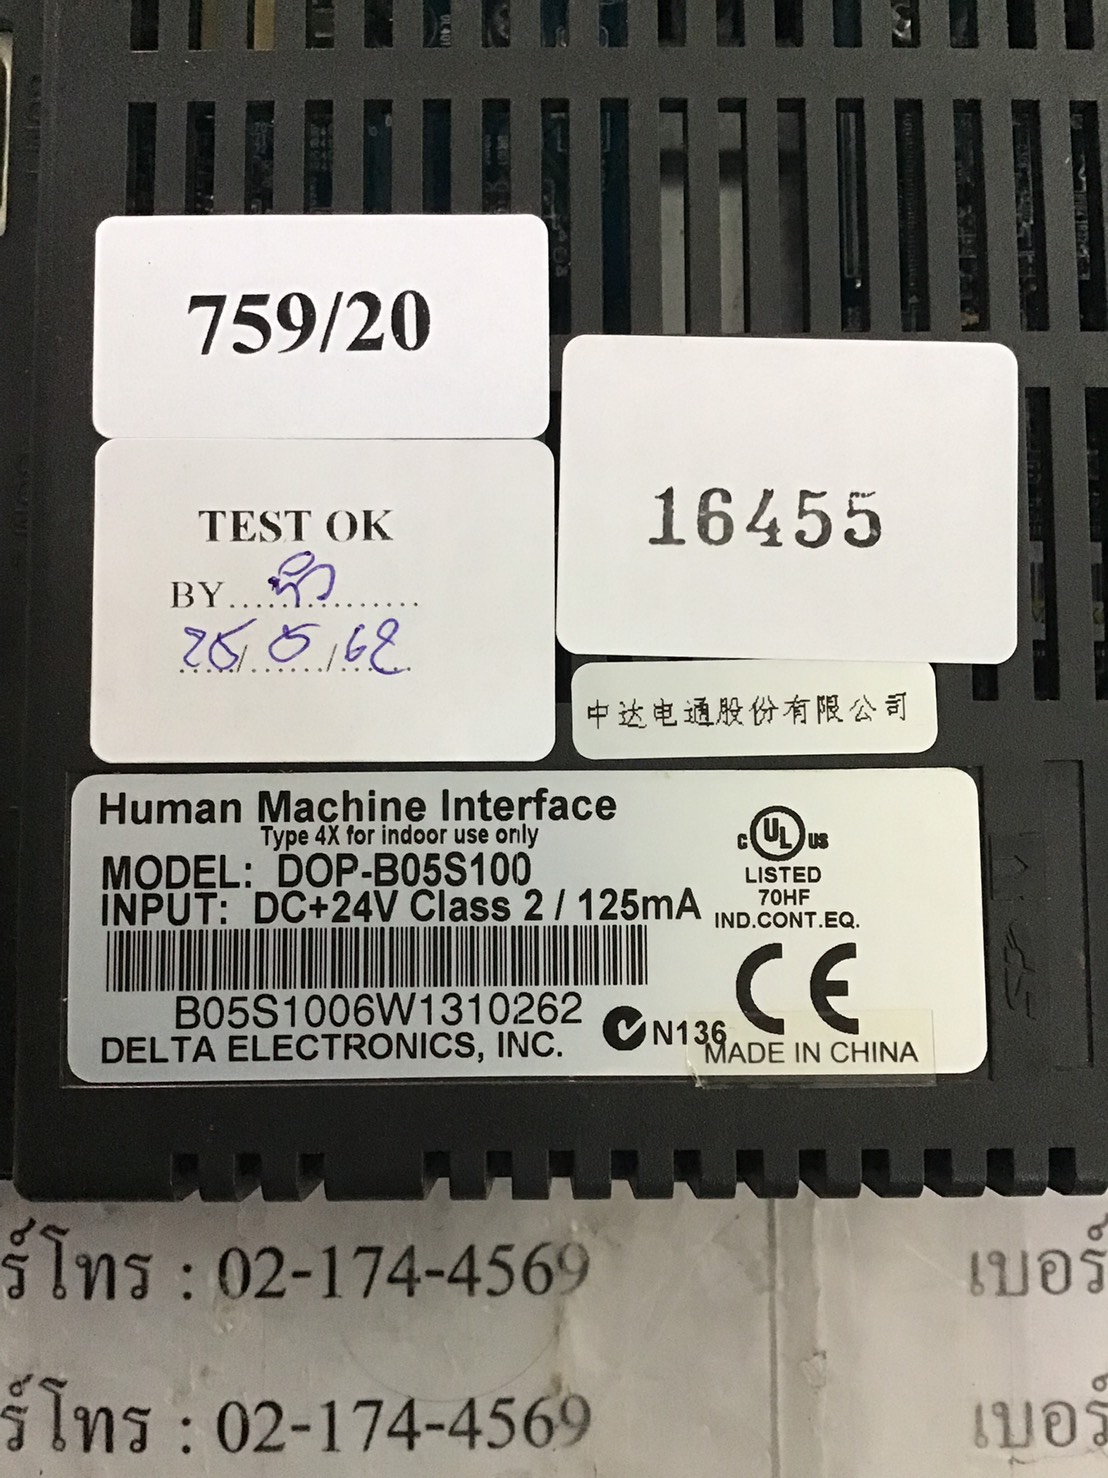 759/20
TEST OK
BY..................
25/5/62
16455
中达电通股份有限公司
Human Machine Interface
Type 4X for indoor use only
MODEL: DOP-B05S100
INPUT: DC+24V Class 2 / 125mA
C UL US
LISTED
70HF
IND.CONT.EQ.
CE
B05S1006W1310262
N136
DELTA ELECTRONICS, INC.
MADE IN CHINA
ร์โทร : 02-174-4569 เบอร์
ร์โทร : 02-174-4569 เบอร์